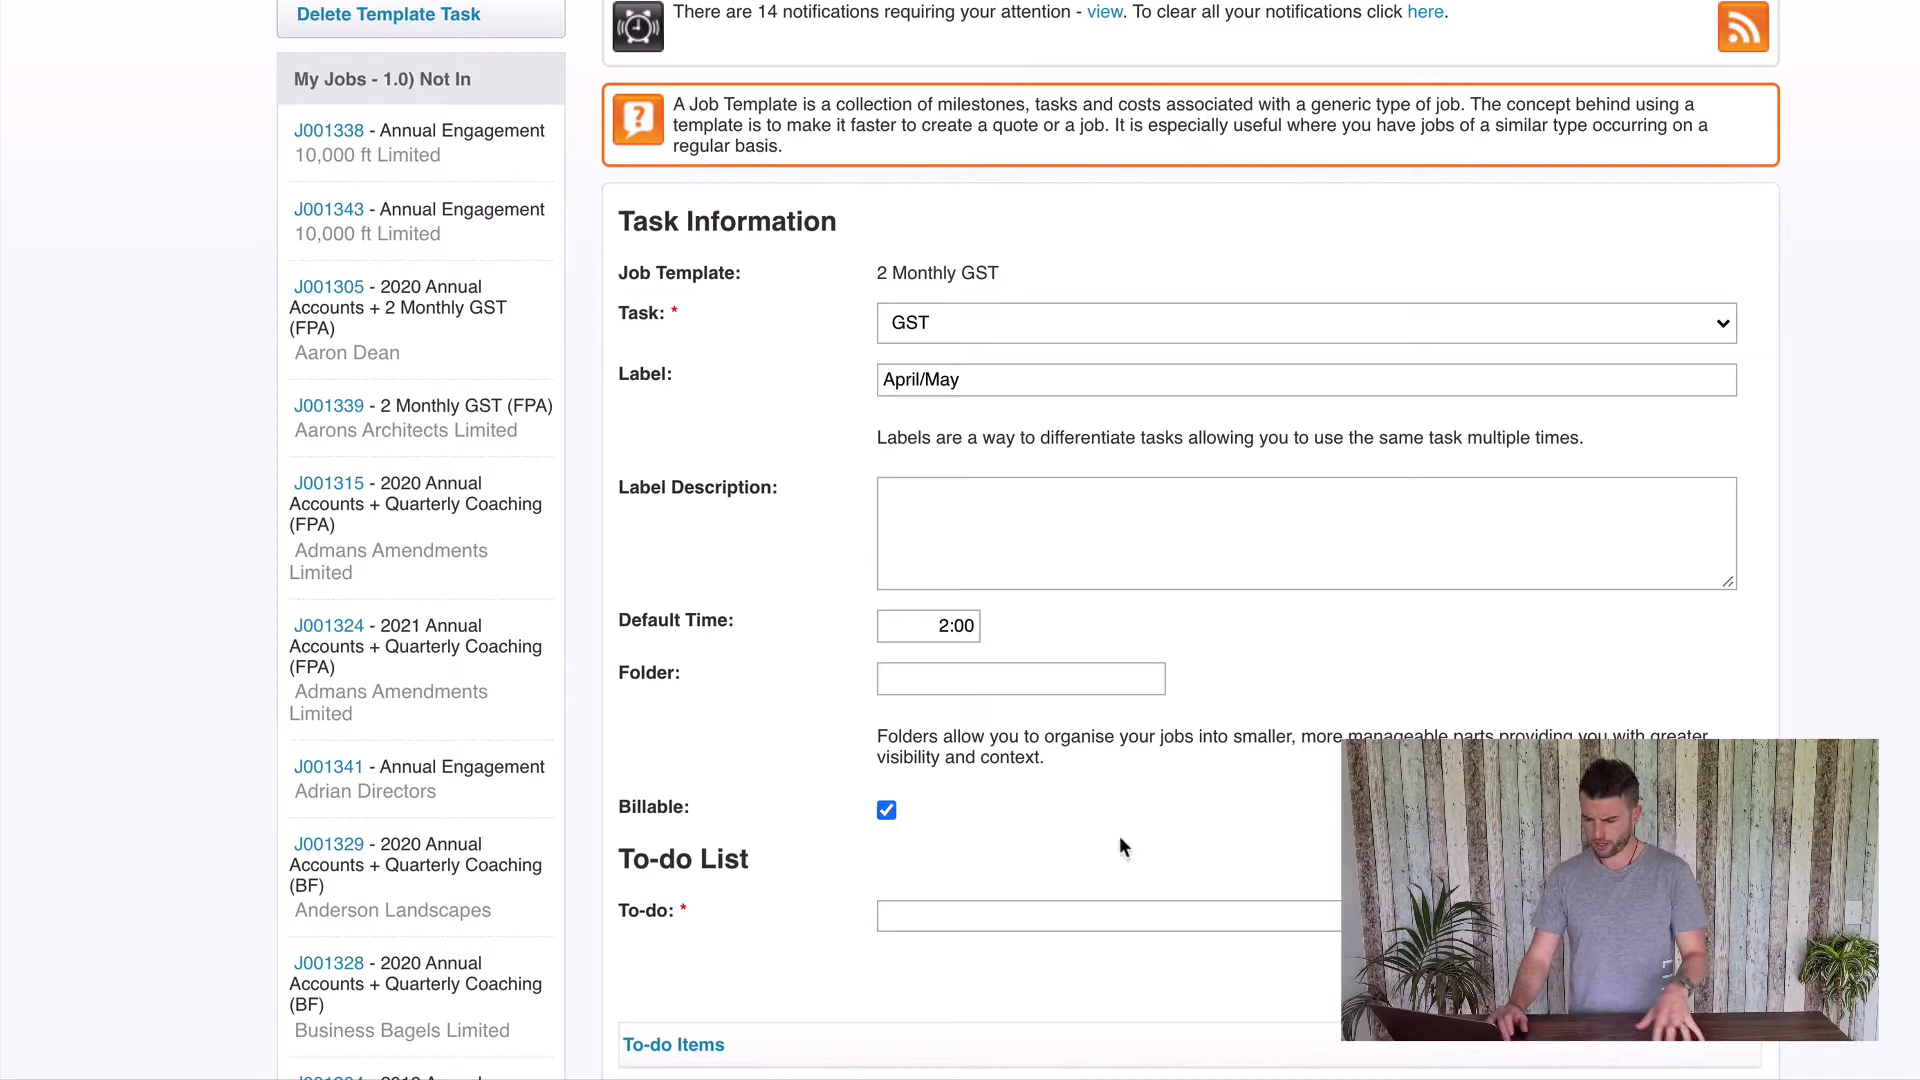 Delete Template Task
My Jobs - 1.0) Not In
J001338 - Annual Engagement
10,000 ft Limited
J001343 - Annual Engagement
10,000 ft Limited
J001305 - 2020 Annual
Accounts + 2 Monthly GST
(FPA)
Aaron Dean
J001339 - 2 Monthly GST (FPA)
Aarons Architects Limited
J001315 - 2020 Annual
Accounts + Quarterly Coaching
(FPA)
Admans Amendments
Limited
J001324 - 2021 Annual
Accounts + Quarterly Coaching
(FPA)
Admans Amendments
Limited
J001341 - Annual Engagement
Adrian Directors
J001329 - 2020 Annual
Accounts + Quarterly Coaching
(BF)
Anderson Landscapes
J001328 - 2020 Annual
Accounts + Quarterly Coaching
(BF)
Business Bagels Limited
There are 14 notifications requiring your attention - view. To clear all your notifications click here.
A Job Template is a collection of milestones, tasks and costs associated with a generic type of job. The concept behind using a
template is to make it faster to create a quote or a job. It is especially useful where you have jobs of a similar type occurring on a
regular basis.
Task Information
Job Template: 2 Monthly GST
Task: * GST
Label: April/May
Labels are a way to differentiate tasks allowing you to use the same task multiple times.
Label Description:
Default Time: 2:00
Folder:
Folders allow you to organise your jobs into smaller, more manageable parts providing you with greater
visibility and context.
Billable:
To-do List
To-do: *
To-do Items